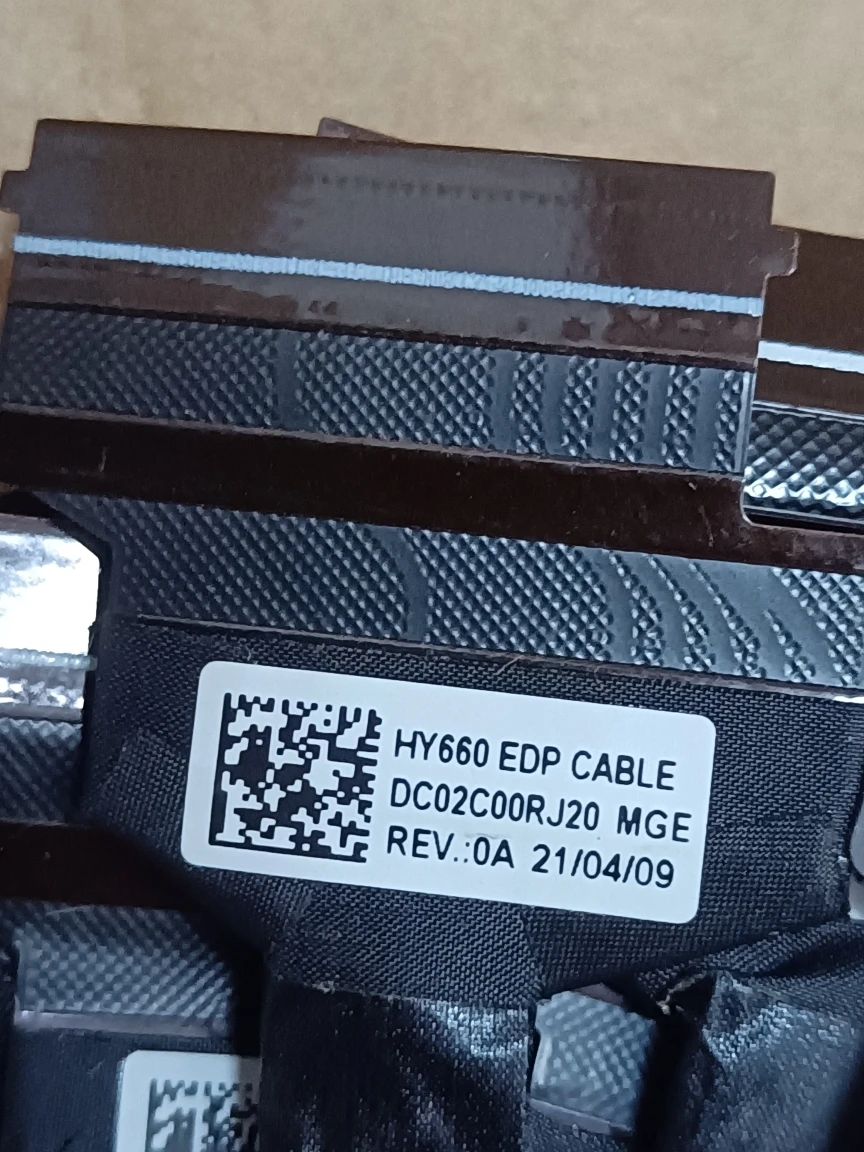 HY660 EDP CABLE
DC02C00RJ20 MGE
REV.:0A 21/04/09